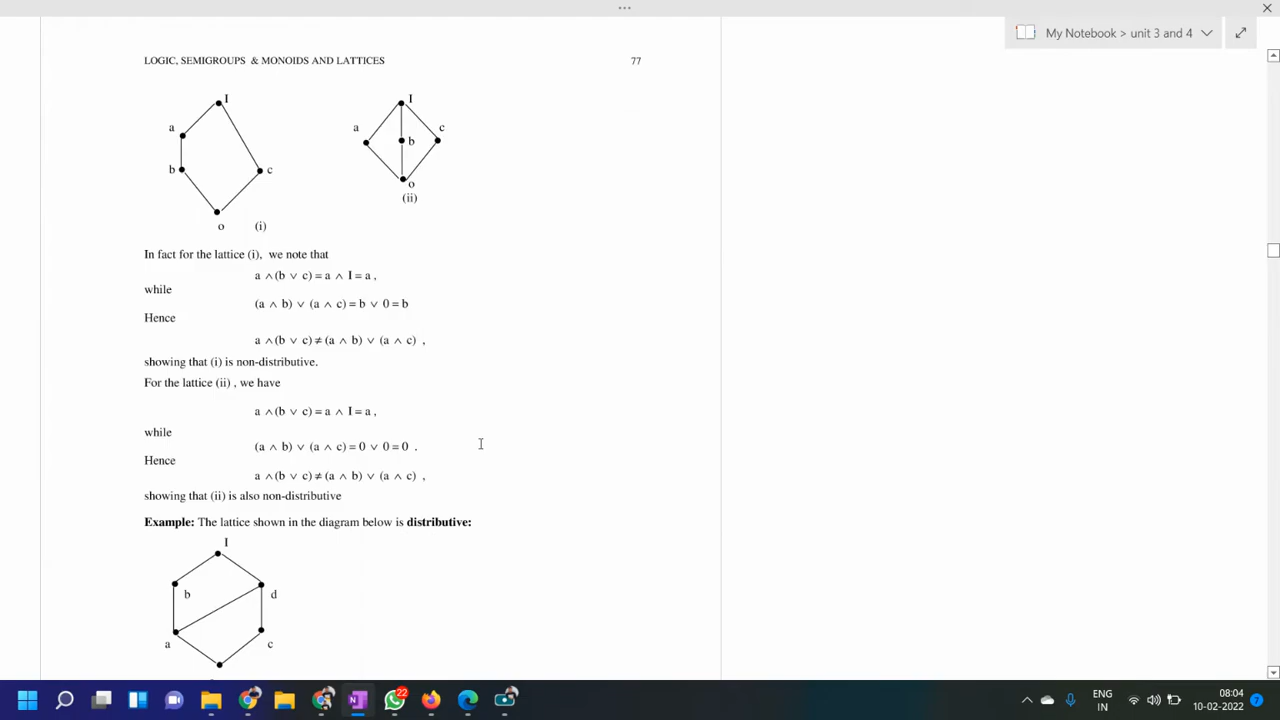 My Notebook > unit 3 and 4
LOGIC, SEMIGROUPS & MONOIDS AND LATTICES 77
I I
a a c
b
b c
o
(ii)
o (i)
In fact for the lattice (i), we note that
a ∧(b ∨ c) = a ∧ I = a ,
while
(a ∧ b) ∨ (a ∧ c) = b ∨ 0 = b
Hence
a ∧(b ∨ c) ≠ (a ∧ b) ∨ (a ∧ c) ,
showing that (i) is non-distributive.
For the lattice (ii) , we have
a ∧(b ∨ c) = a ∧ I = a ,
while
(a ∧ b) ∨ (a ∧ c) = 0 ∨ 0 = 0 .
Hence
a ∧(b ∨ c) ≠ (a ∧ b) ∨ (a ∧ c) ,
showing that (ii) is also non-distributive
Example: The lattice shown in the diagram below is distributive:
I
b d
a c
22
ENG
IN
08:04
10-02-2022
7